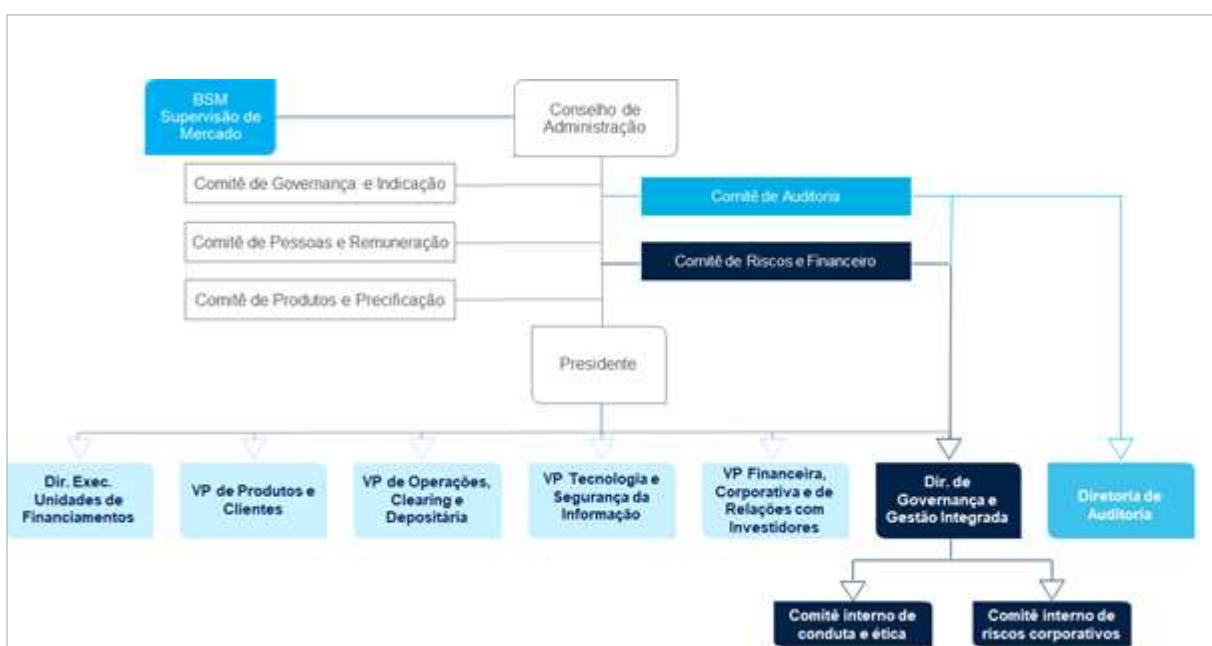 BSM
Supervisão de
Mercado
Conselho de
Administração
Comitê de Governança e Indicação
Comitê de Auditoria
Comitê de Pessoas e Remuneração
Comitê de Riscos e Financeiro
Comitê de Produtos e Precificação
Presidente
Dir. Exec.
Unidades de
Financiamentos
VP de Produtos e
Clientes
VP de Operações,
Clearing e
Depositária
VP Tecnologia e
Segurança da
Informação
VP Financeira,
Corporativa e de
Relações com
Investidores
Dir. de
Governança e
Gestão Integrada
Diretoria de
Auditoria
Comitê interno de
conduta e ética
Comitê interno de
riscos corporativos